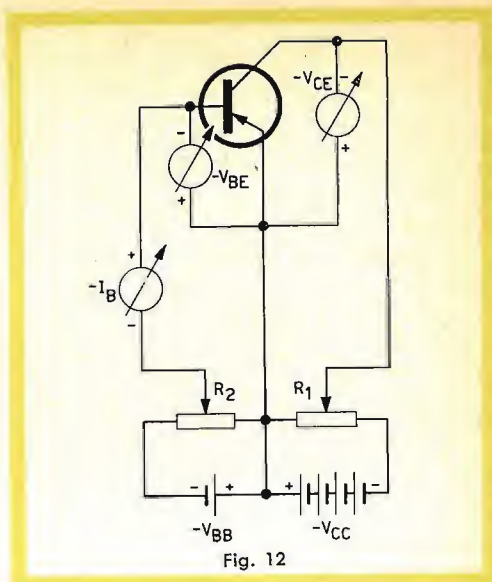 -VCE
-
+
-
-VBE
+
+
-IB
-
R2
R1
- +
+ -
-VBB
-VCC
Fig. 12